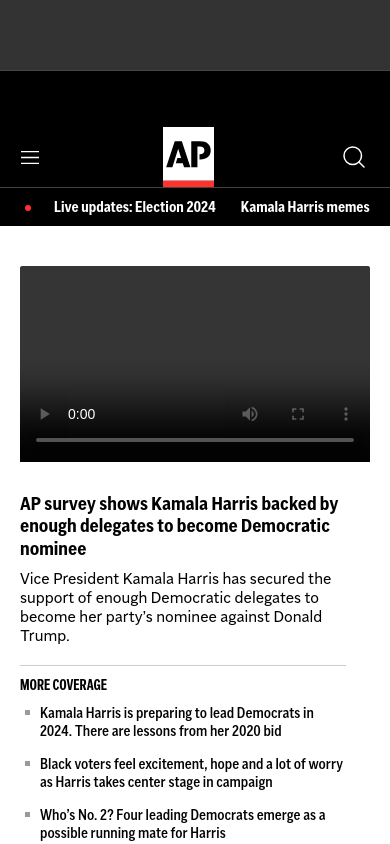 AP
Live updates: Election 2024 Kamala Harris memes
0:00
AP survey shows Kamala Harris backed by
enough delegates to become Democratic
nominee
Vice President Kamala Harris has secured the
support of enough Democratic delegates to
become her party’s nominee against Donald
Trump.
MORE COVERAGE
Kamala Harris is preparing to lead Democrats in
2024. There are lessons from her 2020 bid
Black voters feel excitement, hope and a lot of worry
as Harris takes center stage in campaign
Who’s No. 2? Four leading Democrats emerge as a
possible running mate for Harris